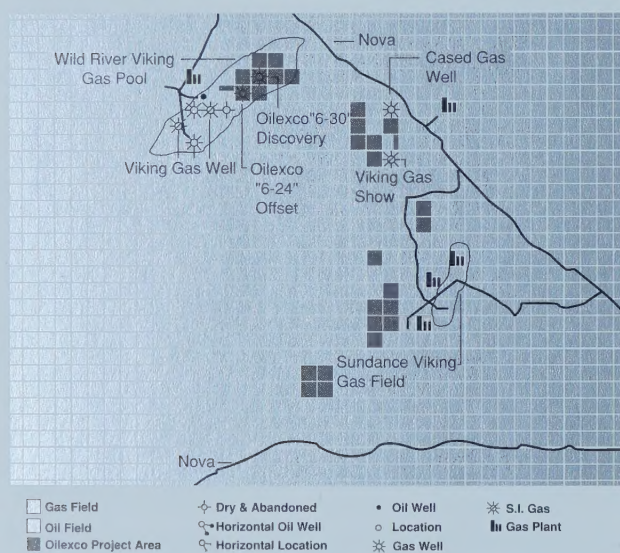 Nova
Wild River Viking
Gas Pool
Cased Gas
Well
Oilexco"6-30"
Discovery
Viking Gas Well
Oilexco
"6-24"
Offset
Viking Gas
Show
Sundance Viking
Gas Field
Nova
Gas Field
Oil Field
Oilexco Project Area
Dry & Abandoned
Horizontal Oil Well
Horizontal Location
Oil Well
Location
Gas Well
S.I. Gas
Gas Plant